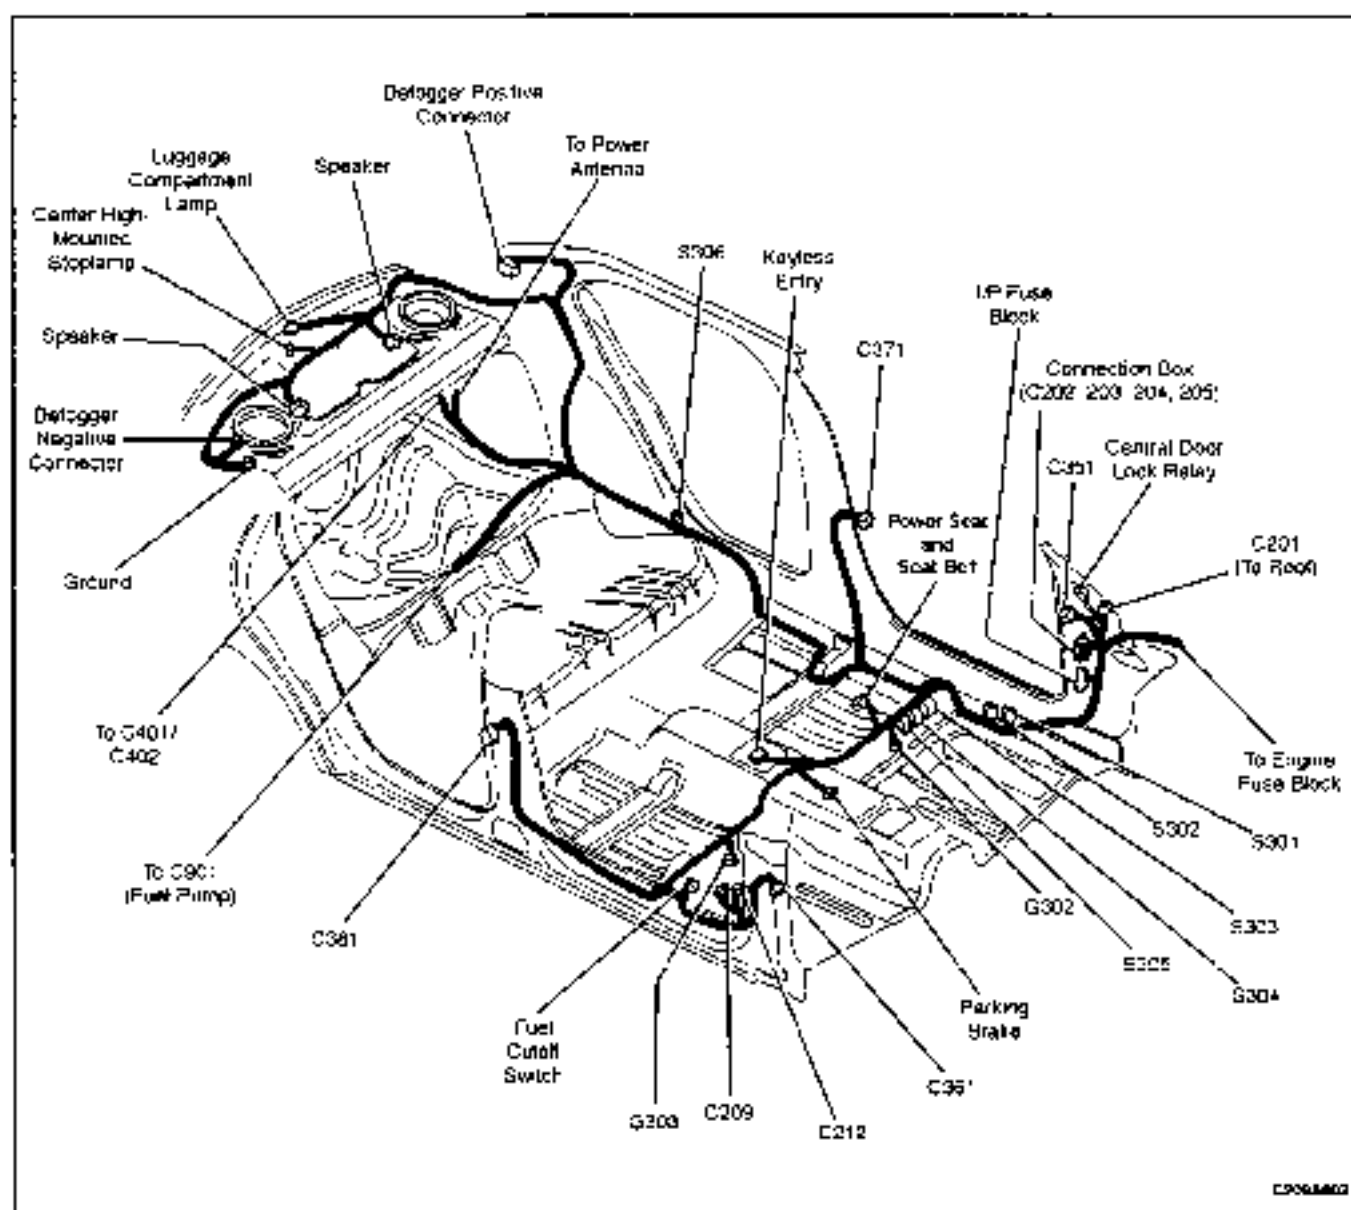 Defogger Positive
Connector
To Power
Antenna
Speaker
Luggage
Compartment
Lamp
Center High-
Mounted
Stoplamp
Speaker
Defogger
Negative
Connector
Ground
S306
Keyless
Entry
I/P Fuse
Block
C371
Connection Box
(C202, 203, 204, 205)
Central Door
Lock Relay
C351
Power Seat
and
Seat Belt
C201
(To Roof)
To C401/
C402
To Engine
Fuse Block
To C901
(Fuel Pump)
C381
S302
S301
G302
S303
S305
S304
Parking
Brake
Fuel
Cutoff
Switch
C361
C209
C212